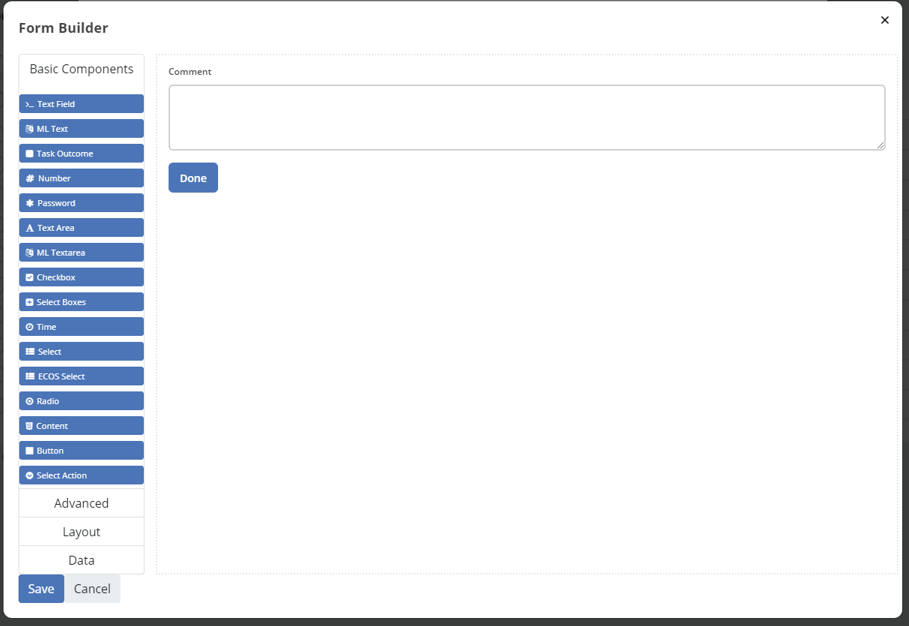 Form Builder
×
Basic Components
Text Field
ML Text
Task Outcome
Number
Password
Text Area
ML Textarea
Checkbox
Select Boxes
Time
Select
ECOS Select
Radio
Content
Button
Select Action
Advanced
Layout
Data
Comment
Done
Save
Cancel